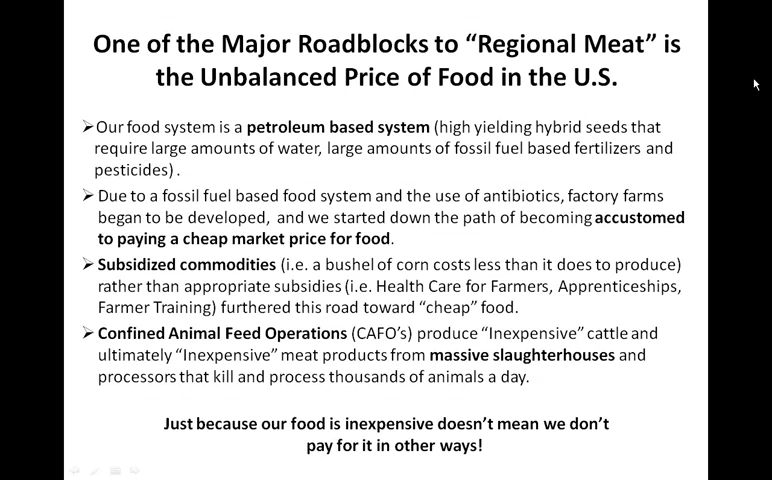 One of the Major Roadblocks to “Regional Meat” is
the Unbalanced Price of Food in the U.S.
➢Our food system is a petroleum based system (high yielding hybrid seeds that
require large amounts of water, large amounts of fossil fuel based fertilizers and
pesticides) .
➢ Due to a fossil fuel based food system and the use of antibiotics, factory farms
began to be developed, and we started down the path of becoming accustomed
to paying a cheap market price for food.
➢ Subsidized commodities (i.e. a bushel of corn costs less than it does to produce)
rather than appropriate subsidies (i.e. Health Care for Farmers, Apprenticeships,
Farmer Training) furthered this road toward “cheap” food.
➢ Confined Animal Feed Operations (CAFO’s) produce “Inexpensive” cattle and
ultimately “Inexpensive” meat products from massive slaughterhouses and
processors that kill and process thousands of animals a day.
Just because our food is inexpensive doesn’t mean we don’t
pay for it in other ways!